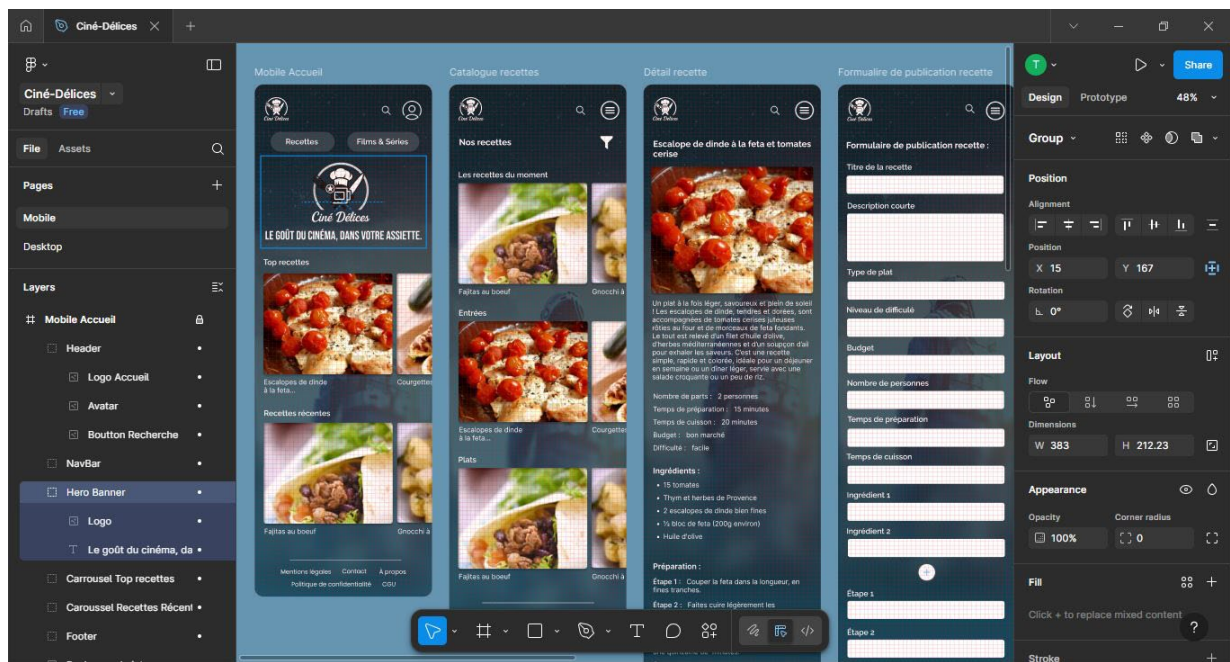 Ciné-Délices
Ciné-Délices
Drafts Free
File Assets
Pages
Mobile
Desktop
Layers
Mobile Accueil
Header
Logo Accueil
Avatar
Boutton Recherche
NavBar
Hero Banner
Logo
Le goût du cinéma, da
Carrousel Top recettes
Caroussel Recettes Récent
Footer
Mobile Accueil
Ciné Délices
Recettes Films & Séries
Ciné Délices
LE GOÛT DU CINÉMA, DANS VOTRE ASSIETTE.
Top recettes
Escalopes de dinde
à la feta...
Courgettes
Recettes récentes
Fajitas au boeuf
Gnocchi à
Mentions légales Contact À propos
Politique de confidentialité CGU
Catalogue recettes
Ciné Délices
Nos recettes
Les recettes du moment
Fajitas au boeuf
Gnocchi à
Entrées
Escalopes de dinde
à la feta...
Courgettes
Plats
Fajitas au boeuf
Gnocchi à
Détail recette
Ciné Délices
Escalope de dinde à la feta et tomates
cerise
Un plat à la fois léger, savoureux et plein de soleil
! Les escalopes de dinde, tendres et dorées, sont
accompagnées de tomates cerises juteuses
rôties au four et de morceaux de feta fondants.
Le tout est relevé d'un filet d'huile d'olive,
d'herbes méditerranéennes et d'un soupçon d'ail
pour exhaler les saveurs. C'est une recette
simple, rapide et colorée, idéale pour un déjeuner
en semaine ou un dîner léger, servie avec une
salade croquante ou un peu de riz.
Nombre de parts : 2 personnes
Temps de préparation : 15 minutes
Temps de cuisson : 20 minutes
Budget : bon marché
Difficulté : facile
Ingrédients :
• 15 tomates
• Thym et herbes de Provence
• 2 escalopes de dinde bien fines
• ½ bloc de feta (200g environ)
• Huile d'olive
Préparation :
Étape 1 : Couper la feta dans la longueur, en
fines tranches.
Étape 2 : Faites cuire légèrement les
Formualire de publication recette
Ciné Délices
Formulaire de publication recette :
Titre de la recette
Description courte
Type de plat
Niveau de difficulé
Budget
Nombre de personnes
Temps de préparation
Temps de cuisson
Ingrédient 1
Ingrédient 2
Étape 1
Étape 2
T
Share
Design Prototype 48%
Group
Position
Alignment
Position
X 15 Y 167
Rotation
0°
Layout
Flow
Dimensions
W 383 H 212.23
Appearance
Opacity Corner radius
100% 0
Fill
Click + to replace mixed content
?
Stroke